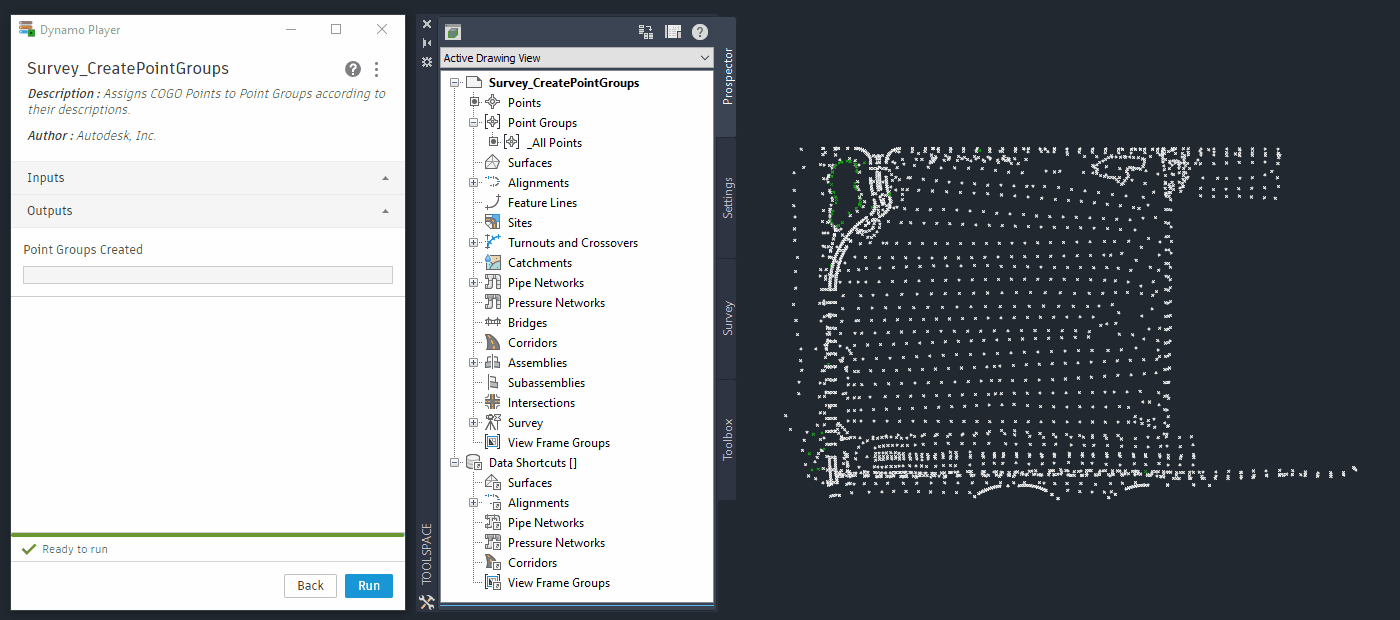 Dynamo Player
Survey_CreatePointGroups
Description : Assigns COGO Points to Point Groups according to
their descriptions.
Author : Autodesk, Inc.
Inputs
Outputs
Point Groups Created
Ready to run
Back
Run
TOOLSPACE
Active Drawing View
Survey_CreatePointGroups
Points
Point Groups
_All Points
Surfaces
Alignments
Feature Lines
Sites
Turnouts and Crossovers
Catchments
Pipe Networks
Pressure Networks
Bridges
Corridors
Assemblies
Subassemblies
Intersections
Survey
View Frame Groups
Data Shortcuts []
Surfaces
Alignments
Pipe Networks
Pressure Networks
Corridors
View Frame Groups
Prospector
Settings
Survey
Toolbox